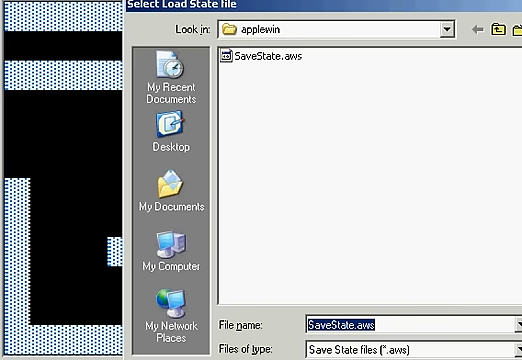 Select Load State file
Look in:
applewin
SaveState.aws
My Recent
Documents
Desktop
My Documents
My Computer
My Network
Places
File name:
SaveState.aws
Files of type:
Save State files (*.aws)